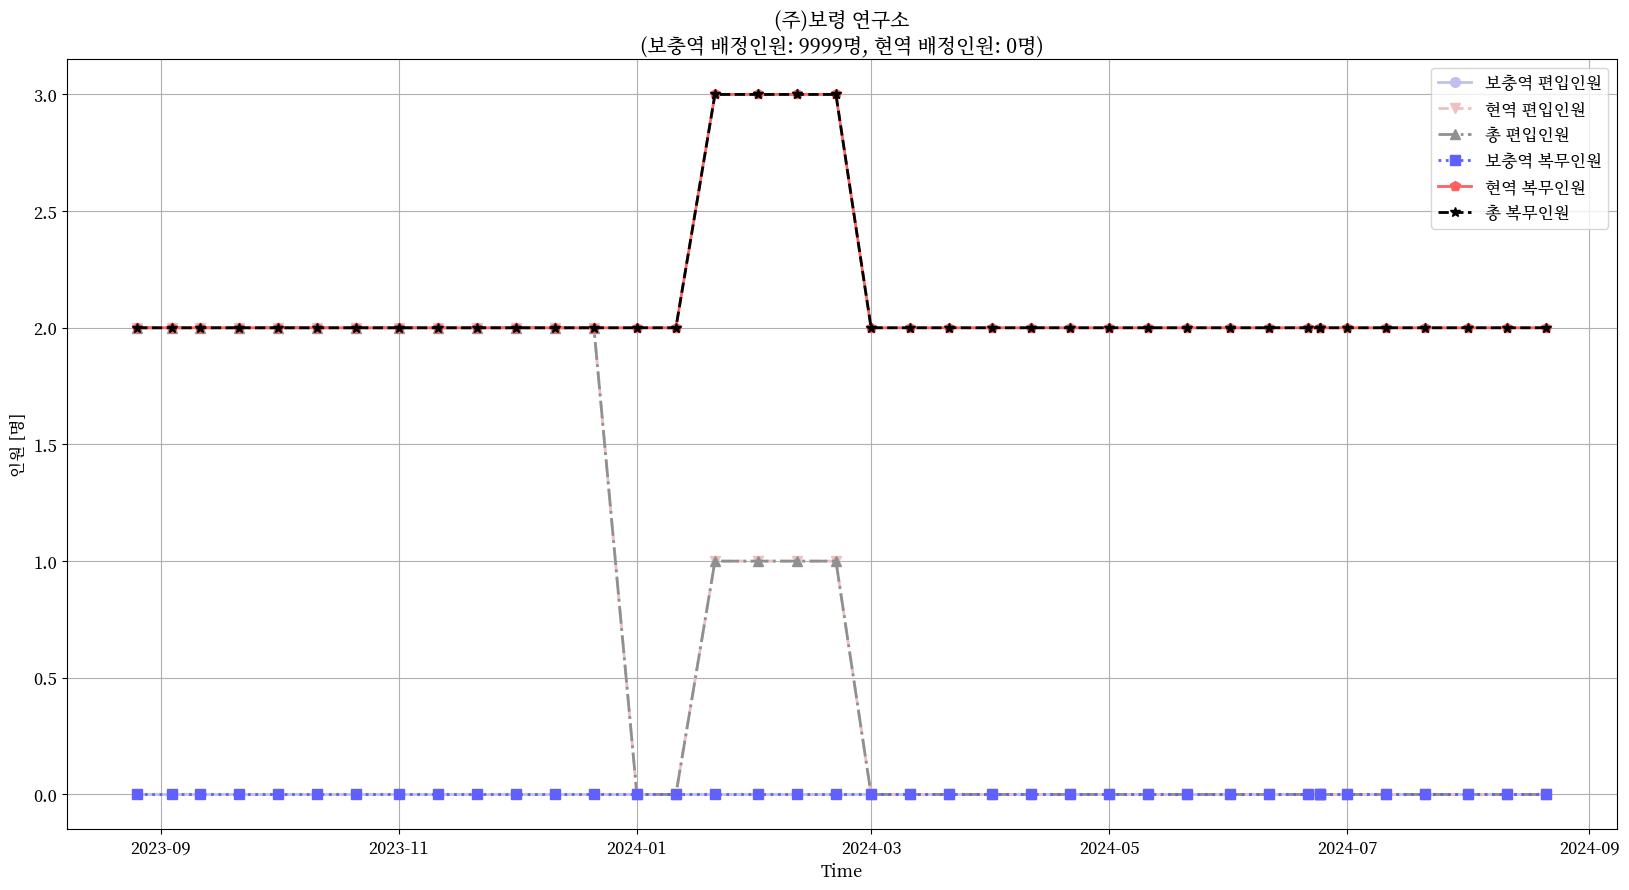 (주)보령 연구소
(보충역 배정인원: 9999명, 현역 배정인원: 0명)
보충역 편입인원
현역 편입인원
총 편입인원
보충역 복무인원
현역 복무인원
총 복무인원
3.0
2.5
2.0
1.5
1.0
0.5
0.0
인원 [명]
2023-09
2023-11
2024-01
2024-03
2024-05
2024-07
2024-09
Time